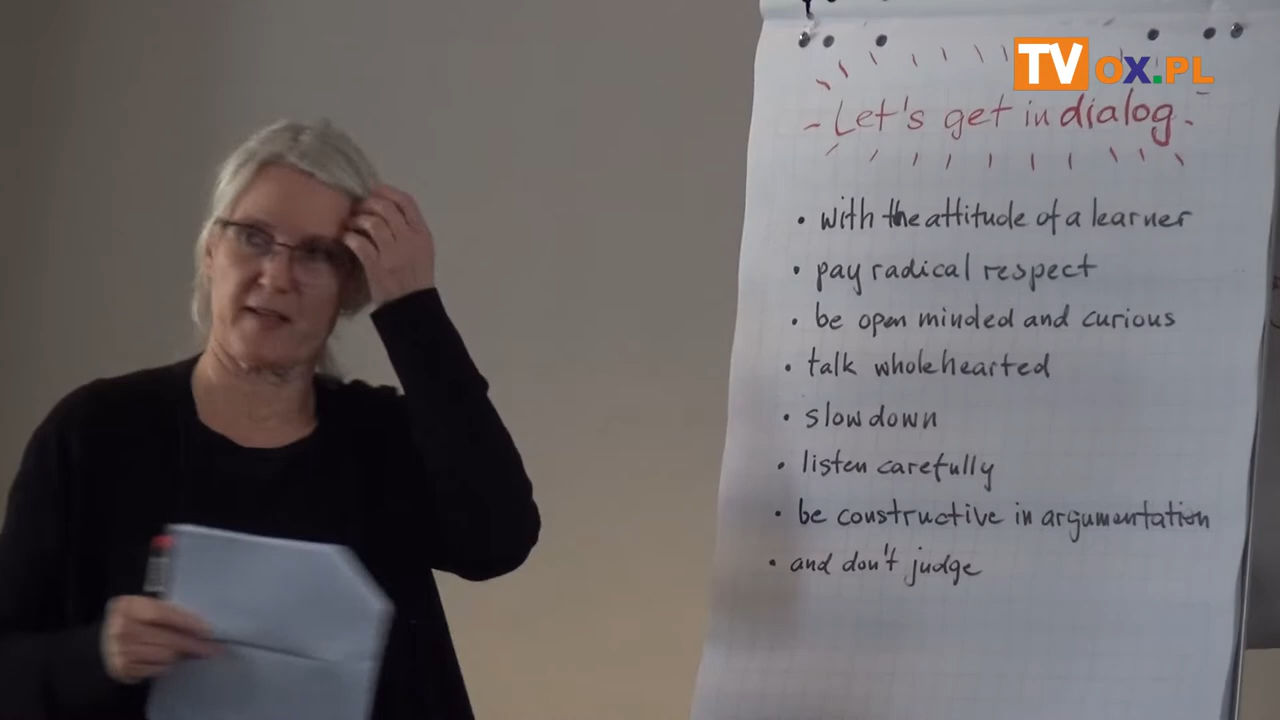 TVOX.PL
- Let's get in dialog -
• with the attitude of a learner
• pay radical respect
• be open minded and curious
• talk wholehearted
• slow down
• listen carefully
• be constructive in argumentation
• and don't judge